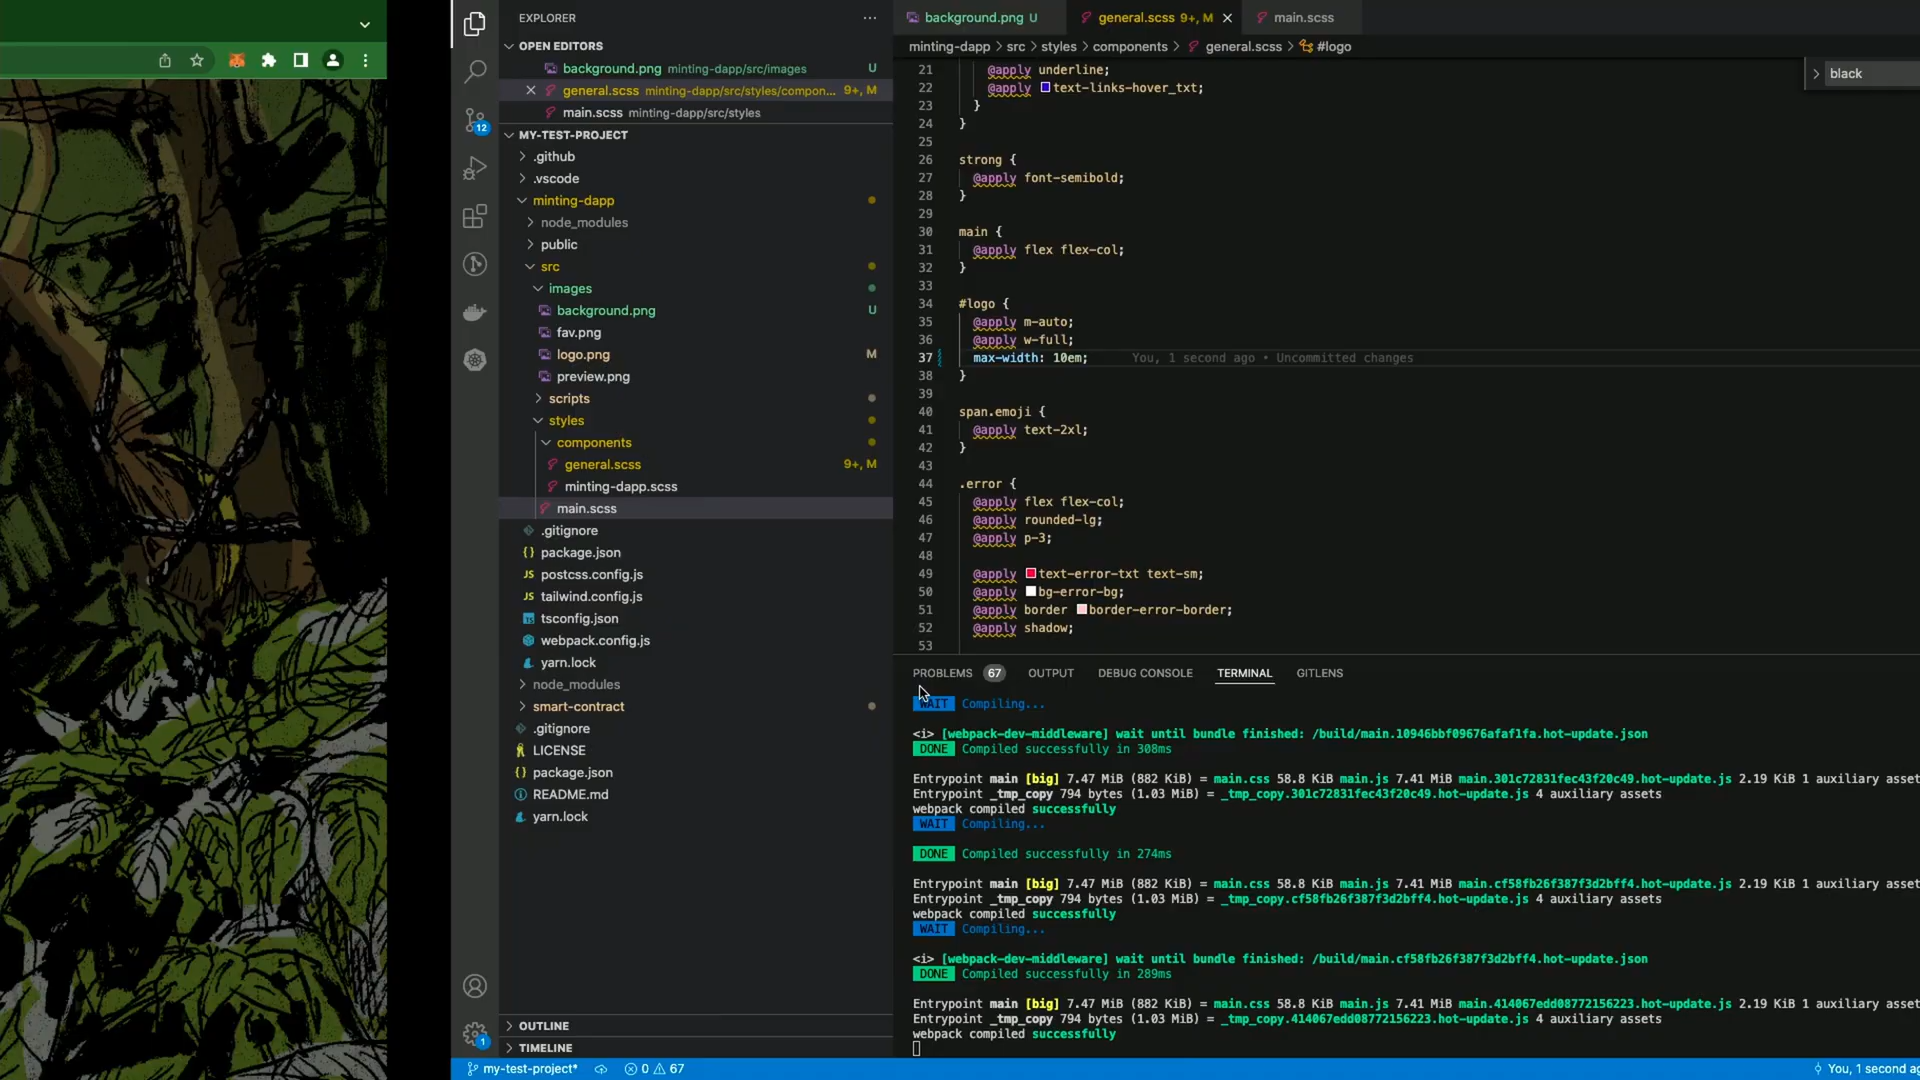 EXPLORER
OPEN EDITORS
background.png minting-dapp/src/images U
general.scss minting-dapp/src/styles/compon... 9+, M
main.scss minting-dapp/src/styles
MY-TEST-PROJECT
.github
.vscode
minting-dapp
node_modules
public
src
images
background.png U
fav.png
logo.png M
preview.png
scripts
styles
components
general.scss 9+, M
minting-dapp.scss
main.scss
.gitignore
package.json
postcss.config.js
tailwind.config.js
tsconfig.json
webpack.config.js
yarn.lock
node_modules
smart-contract
.gitignore
LICENSE
package.json
README.md
yarn.lock
OUTLINE
TIMELINE
12
1
background.png U
general.scss 9+, M
main.scss
minting-dapp > src > styles > components > general.scss > #logo
black
21 @apply underline;
22 @apply text-links-hover_txt;
23 }
24 }
25
26 strong {
27 @apply font-semibold;
28 }
29
30 main {
31 @apply flex flex-col;
32 }
33
34 #logo {
35 @apply m-auto;
36 @apply w-full;
37 max-width: 10em; You, 1 second ago • Uncommitted changes
38 }
39
40 span.emoji {
41 @apply text-2xl;
42 }
43
44 .error {
45 @apply flex flex-col;
46 @apply rounded-lg;
47 @apply p-3;
48
49 @apply text-error-txt text-sm;
50 @apply bg-error-bg;
51 @apply border border-error-border;
52 @apply shadow;
53
PROBLEMS 67 OUTPUT DEBUG CONSOLE TERMINAL GITLENS
WAIT Compiling...
<i> [webpack-dev-middleware] wait until bundle finished: /build/main.10946bbf09676afaf1fa.hot-update.json
DONE Compiled successfully in 308ms
Entrypoint main [big] 7.47 MiB (882 KiB) = main.css 58.8 KiB main.js 7.41 MiB main.301c72831fec43f20c49.hot-update.js 2.19 KiB 1 auxiliary asset
Entrypoint _tmp_copy 794 bytes (1.03 MiB) = _tmp_copy.301c72831fec43f20c49.hot-update.js 4 auxiliary assets
webpack compiled successfully
WAIT Compiling...
DONE Compiled successfully in 274ms
Entrypoint main [big] 7.47 MiB (882 KiB) = main.css 58.8 KiB main.js 7.41 MiB main.cf58fb26f387f3d2bff4.hot-update.js 2.19 KiB 1 auxiliary asset
Entrypoint _tmp_copy 794 bytes (1.03 MiB) = _tmp_copy.cf58fb26f387f3d2bff4.hot-update.js 4 auxiliary assets
webpack compiled successfully
WAIT Compiling...
<i> [webpack-dev-middleware] wait until bundle finished: /build/main.cf58fb26f387f3d2bff4.hot-update.json
DONE Compiled successfully in 289ms
Entrypoint main [big] 7.47 MiB (882 KiB) = main.css 58.8 KiB main.js 7.41 MiB main.414067edd08772156223.hot-update.js 2.19 KiB 1 auxiliary asset
Entrypoint _tmp_copy 794 bytes (1.03 MiB) = _tmp_copy.414067edd08772156223.hot-update.js 4 auxiliary assets
webpack compiled successfully
my-test-project* 0 67 You, 1 second ag